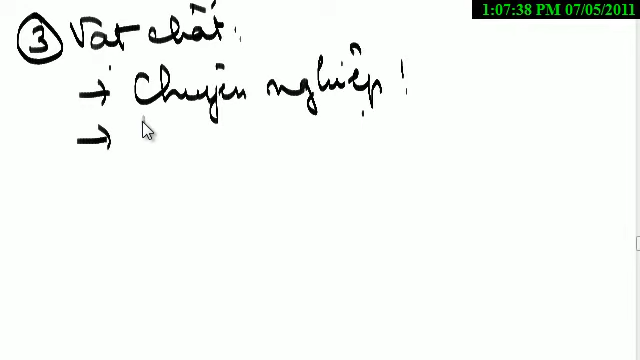 1:07:38 PM 07/05/2011
③ Vật chất:
→ Chuyên nghiệp!
→